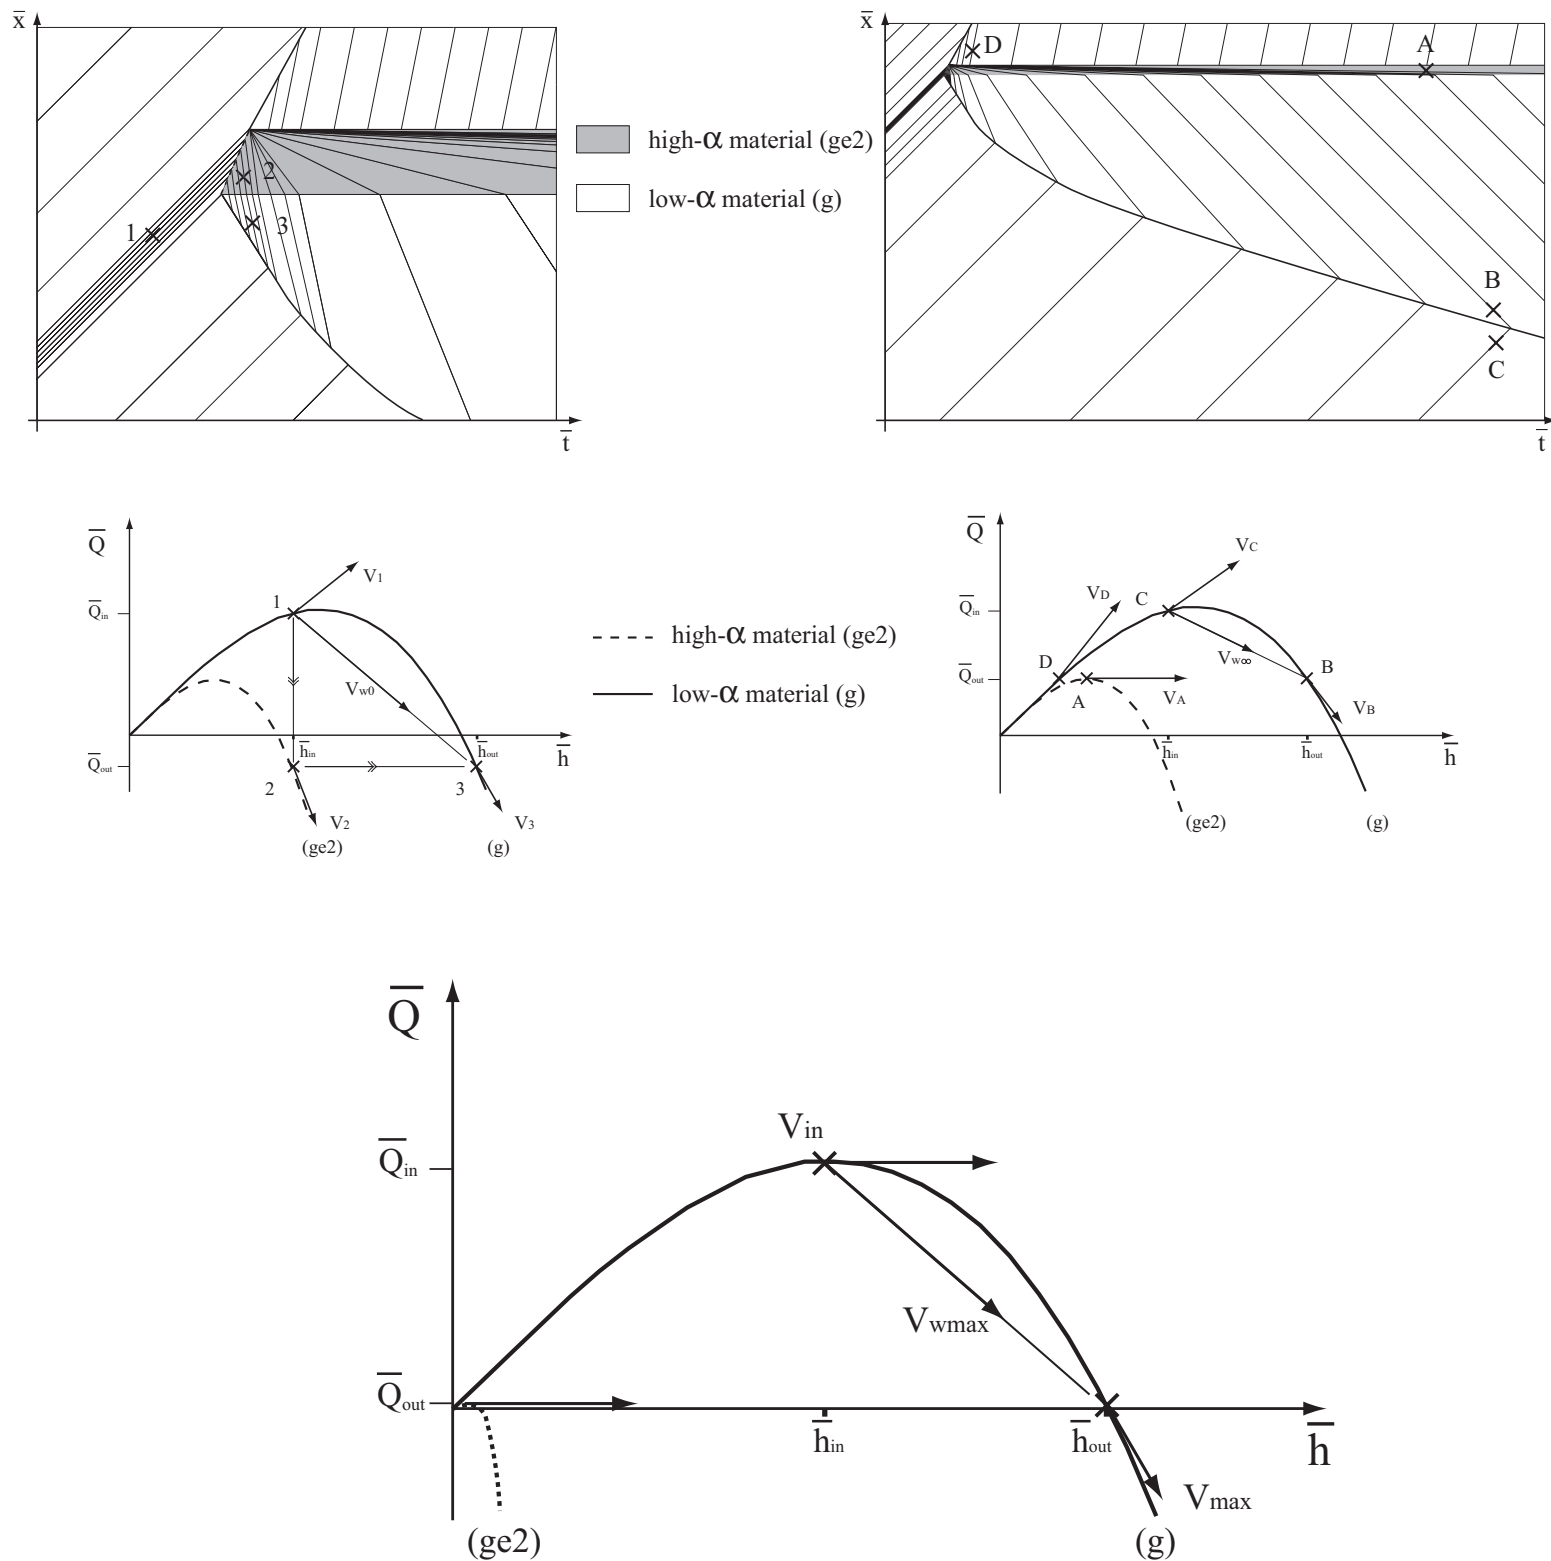 x̅
x̅
D
A
high-α material (ge2)
2
low-α material (g)
1
3
B
C
t̅
t̅
Q̅
Q̅
V1
VC
1
VD
C
Q̅in
Q̅in
high-α material (ge2)
D
B
Vw∞
Vw0
Q̅out
low-α material (g)
A
VA
VB
h̅in
h̅out
h̅
h̅in
h̅out
h̅
Q̅out
2
3
V2
V3
(ge2)
(g)
(ge2)
(g)
Q̅
Vin
Q̅in
Vwmax
Q̅out
h̅in
h̅out
h̅
Vmax
(ge2)
(g)